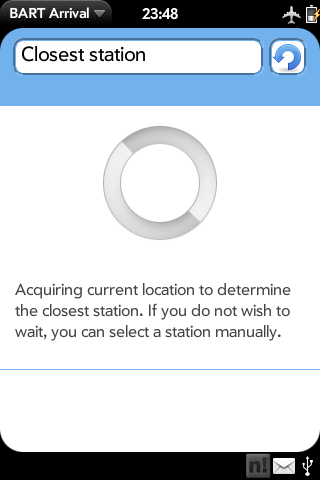 BART Arrival 23:48
Closest station
Acquiring current location to determine
the closest station. If you do not wish to
wait, you can select a station manually.
n!